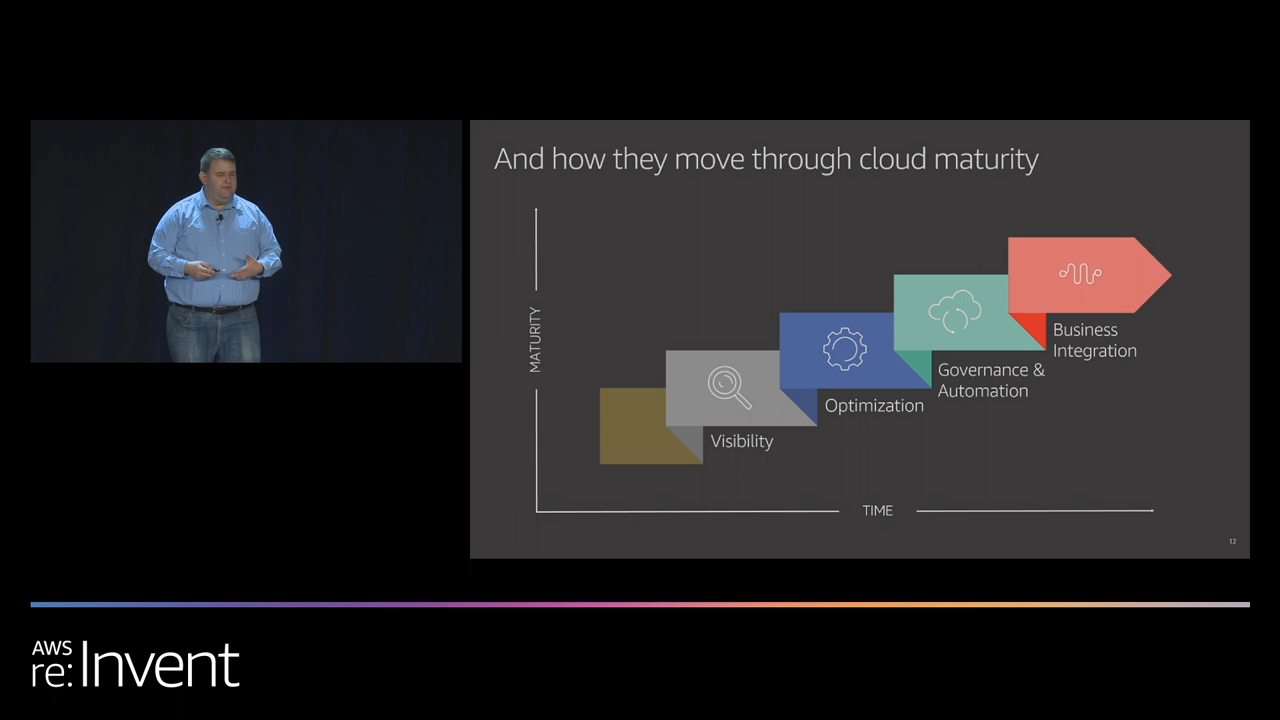 And how they move through cloud maturity
MATURITY
Business
Integration
Governance &
Automation
Optimization
Visibility
TIME
12
AWS
re:Invent